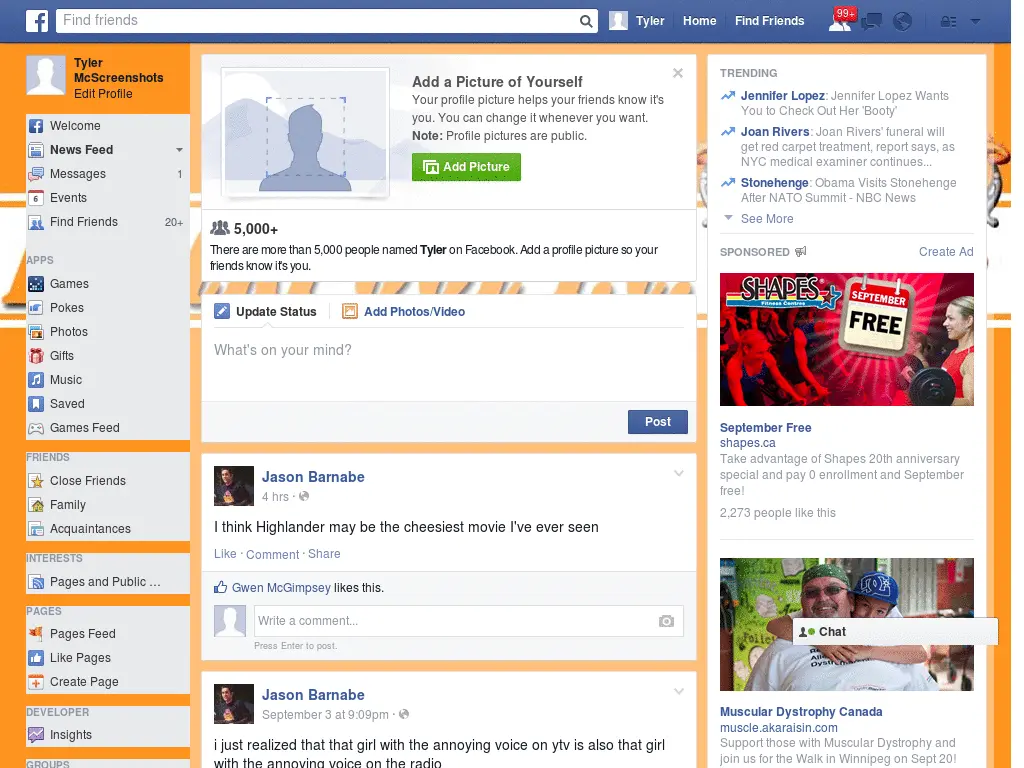 Find friends
Tyler
Home
Find Friends
99+
Tyler
McScreenshots
Edit Profile
Welcome
News Feed
Messages
1
6
Events
Find Friends
20+
APPS
Games
Pokes
Photos
Gifts
Music
Saved
Games Feed
FRIENDS
Close Friends
Family
Acquaintances
INTERESTS
Pages and Public ...
PAGES
Pages Feed
Like Pages
Create Page
DEVELOPER
Insights
GROUPS
Add a Picture of Yourself
Your profile picture helps your friends know it's
you. You can change it whenever you want.
Note: Profile pictures are public.
Add Picture
5,000+
There are more than 5,000 people named Tyler on Facebook. Add a profile picture so your
friends know it's you.
Update Status
Add Photos/Video
What's on your mind?
Post
Jason Barnabe
4 hrs ·
I think Highlander may be the cheesiest movie I've ever seen
Like · Comment · Share
Gwen McGimpsey likes this.
Write a comment...
Press Enter to post.
Jason Barnabe
September 3 at 9:09pm ·
i just realized that that girl with the annoying voice on ytv is also that girl
with the annoying voice on the radio
TRENDING
Jennifer Lopez: Jennifer Lopez Wants
You to Check Out Her 'Booty'
Joan Rivers: Joan Rivers' funeral will
get red carpet treatment, report says, as
NYC medical examiner continues...
Stonehenge: Obama Visits Stonehenge
After NATO Summit - NBC News
See More
SPONSORED
Create Ad
SHAPES
Fitness Centres
SEPTEMBER
FREE
September Free
shapes.ca
Take advantage of Shapes 20th anniversary
special and pay 0 enrollment and September
free!
2,273 people like this
Chat
Muscular Dystrophy Canada
muscle.akaraisin.com
Support those with Muscular Dystrophy and
join us for the Walk in Winnipeg on Sept 20!